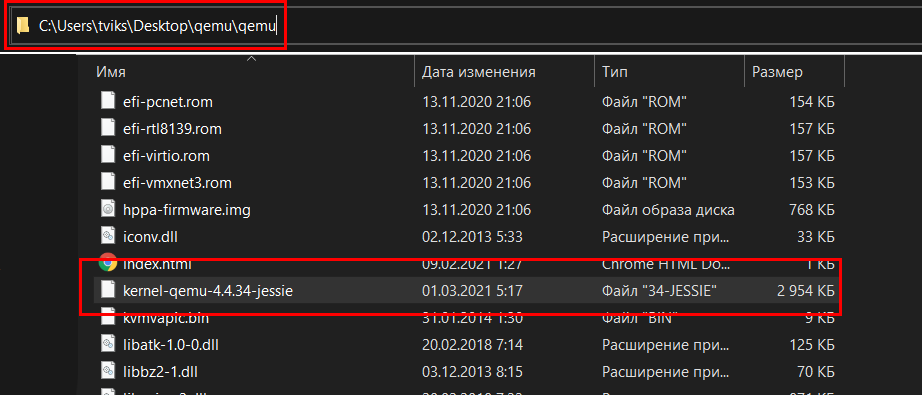 C:\Users\tviks\Desktop\qemu\qemu
Имя Дата изменения Тип Размер
efi-pcnet.rom 13.11.2020 21:06 Файл "ROM" 154 КБ
efi-rtl8139.rom 13.11.2020 21:06 Файл "ROM" 157 КБ
efi-virtio.rom 13.11.2020 21:06 Файл "ROM" 157 КБ
efi-vmxnet3.rom 13.11.2020 21:06 Файл "ROM" 153 КБ
hppa-firmware.img 13.11.2020 21:06 Файл образа диска 768 КБ
iconv.dll 02.12.2013 5:33 Расширение при... 33 КБ
index.html 09.02.2021 1:27 Chrome HTML Do... 1 КБ
kernel-qemu-4.4.34-jessie 01.03.2021 5:17 Файл "34-JESSIE" 2 954 КБ
kvmvapic.bin 31.01.2014 1:30 Файл "BIN" 9 КБ
libatk-1.0-0.dll 20.02.2018 7:14 Расширение при... 125 КБ
libbz2-1.dll 03.12.2013 8:15 Расширение при... 70 КБ